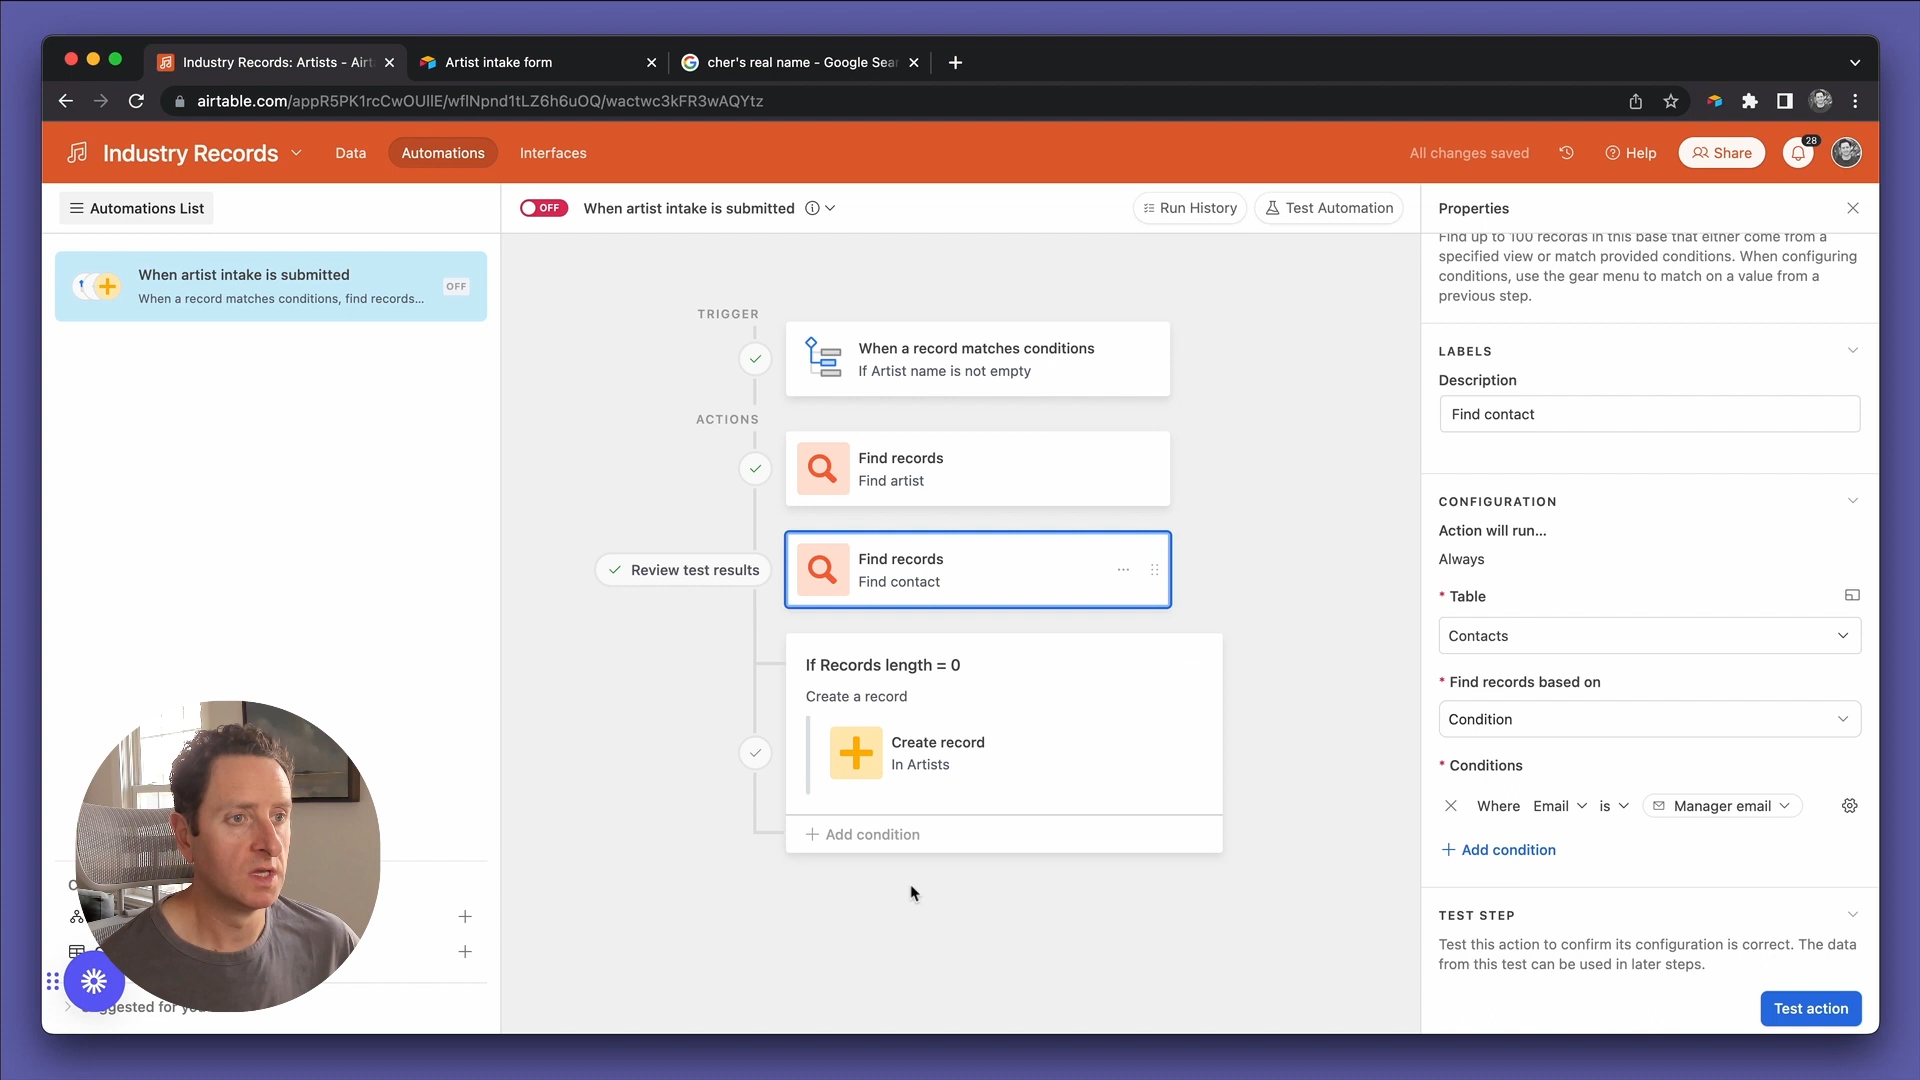 Industry Records: Artists - Airt
Artist intake form
cher's real name - Google Sear
airtable.com/appR5PK1rcCwOUllE/wflNpnd1tLZ6h6uOQ/wactwc3kFR3wAQYtz
Industry Records
Data
Automations
Interfaces
All changes saved
Help
Share
28
Automations List
OFF
When artist intake is submitted
Run History
Test Automation
Properties
When artist intake is submitted
When a record matches conditions, find records...
OFF
TRIGGER
When a record matches conditions
If Artist name is not empty
ACTIONS
Find records
Find artist
Review test results
Find records
Find contact
If Records length = 0
Create a record
Create record
In Artists
+ Add condition
Find up to 100 records in this base that either come from a
specified view or match provided conditions. When configuring
conditions, use the gear menu to match on a value from a
previous step.
LABELS
Description
Find contact
CONFIGURATION
Action will run...
Always
* Table
Contacts
* Find records based on
Condition
* Conditions
Where Email is Manager email
+ Add condition
TEST STEP
Test this action to confirm its configuration is correct. The data
from this test can be used in later steps.
Test action